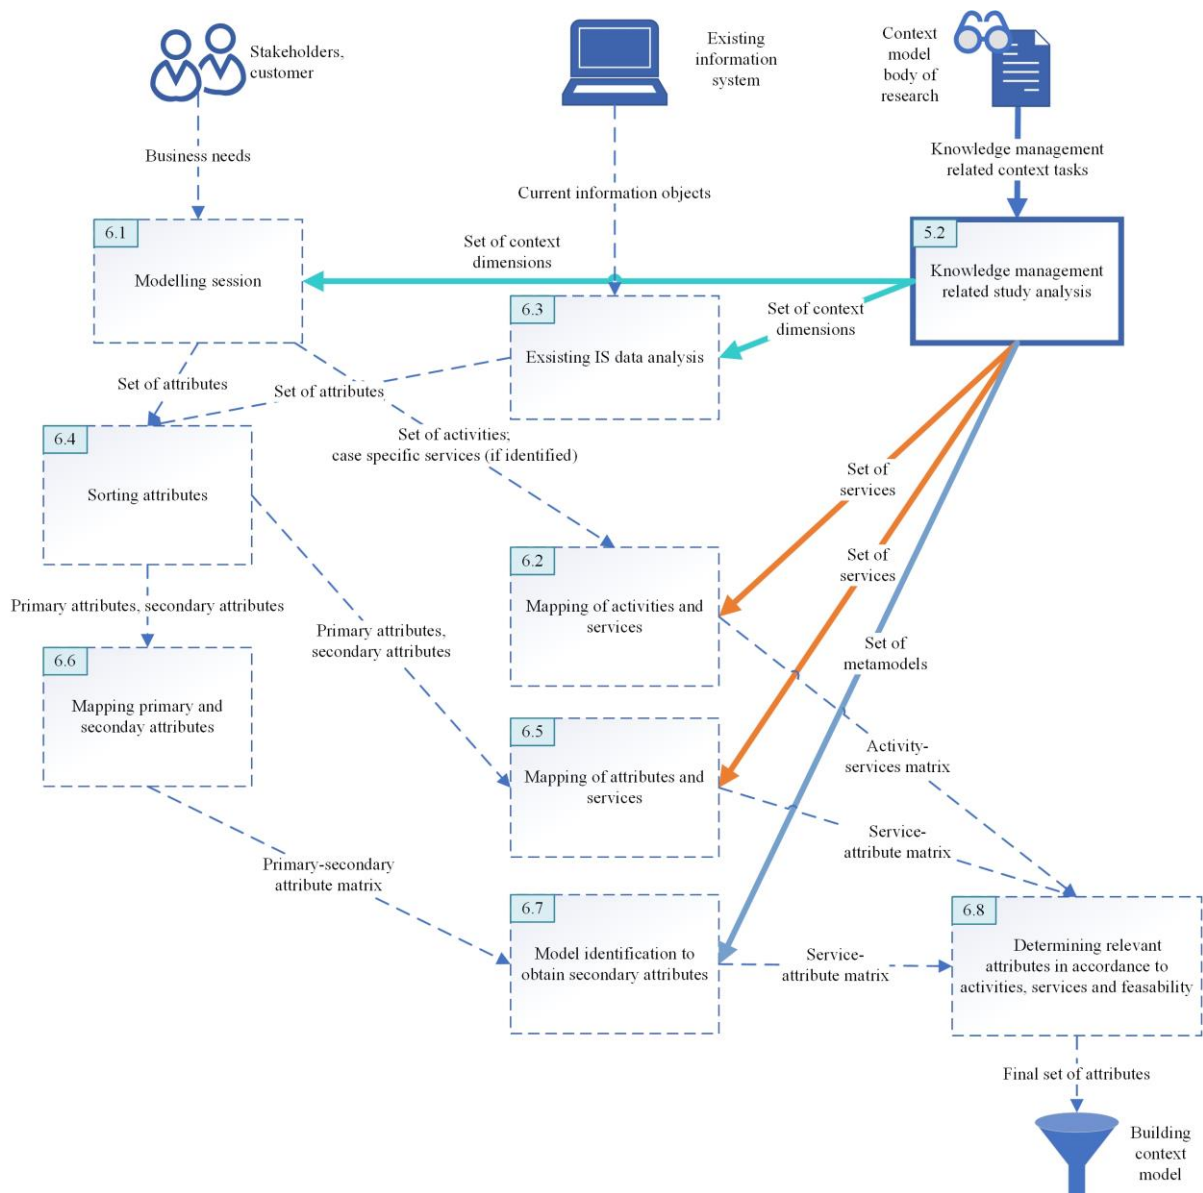 Stakeholders,
customer
Existing
information
system
Context
model
body of
research
Business needs
Current information objects
Knowledge management
related context tasks
6.1
Modelling session
Set of context
dimensions
5.2
Knowledge management
related study analysis
6.3
Exsisting IS data analysis
Set of context
dimensions
Set of attributes
Set of attributes
6.4
Sorting attributes
Set of activities;
case specific services (if identified)
Set of
services
Set of
services
6.2
Mapping of activities and
services
Primary attributes, secondary attributes
Primary attributes,
secondary attributes
Set of
metamodels
6.6
Mapping primary and
seconday attributes
6.5
Mapping of attributes and
services
Activity-
services matrix
Service-
attribute matrix
Primary-secondary
attribute matrix
6.7
Model identification to
obtain secondary attributes
Service-
attribute matrix
6.8
Determining relevant
attributes in accordance to
activities, services and feasability
Final set of attributes
Building
context
model